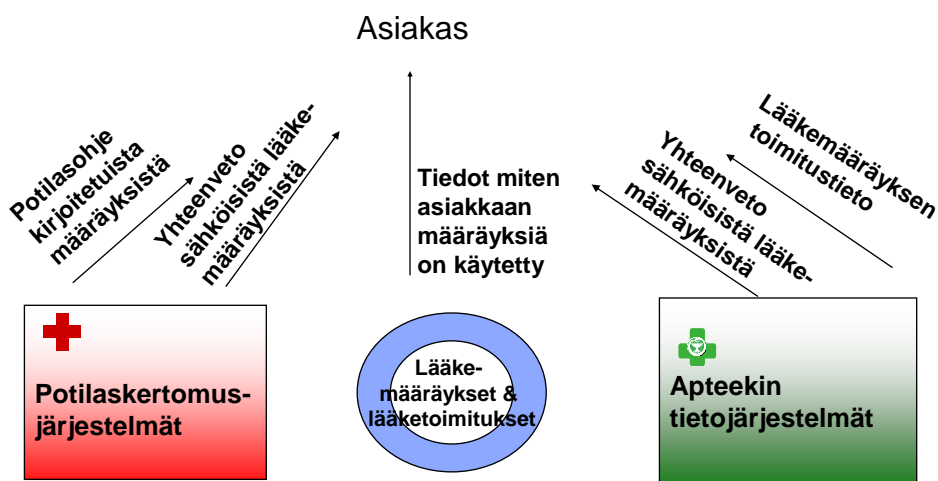 Asiakas
Potilasohje
kirjoitetuista
määräyksistä
Yhteenveto
sähköisistä lääke-
määräyksistä
Tiedot miten
asiakkaan
määräyksiä
on käytetty
Yhteenveto
sähköisistä lääke-
määräyksistä
Lääkemääräyksen
toimitustieto
Potilaskertomus-
järjestelmät
Lääke-
määräykset &
lääketoimitukset
Apteekin
tietojärjestelmät